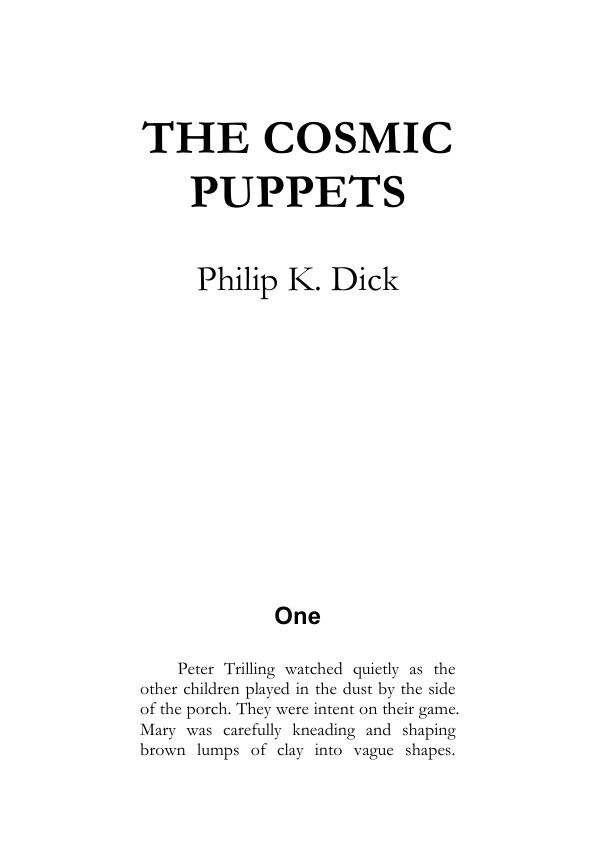 THE COSMIC
PUPPETS
Philip K. Dick
One
Peter Trilling watched quietly as the
other children played in the dust by the side
of the porch. They were intent on their game.
Mary was carefully kneading and shaping
brown lumps of clay into vague shapes.